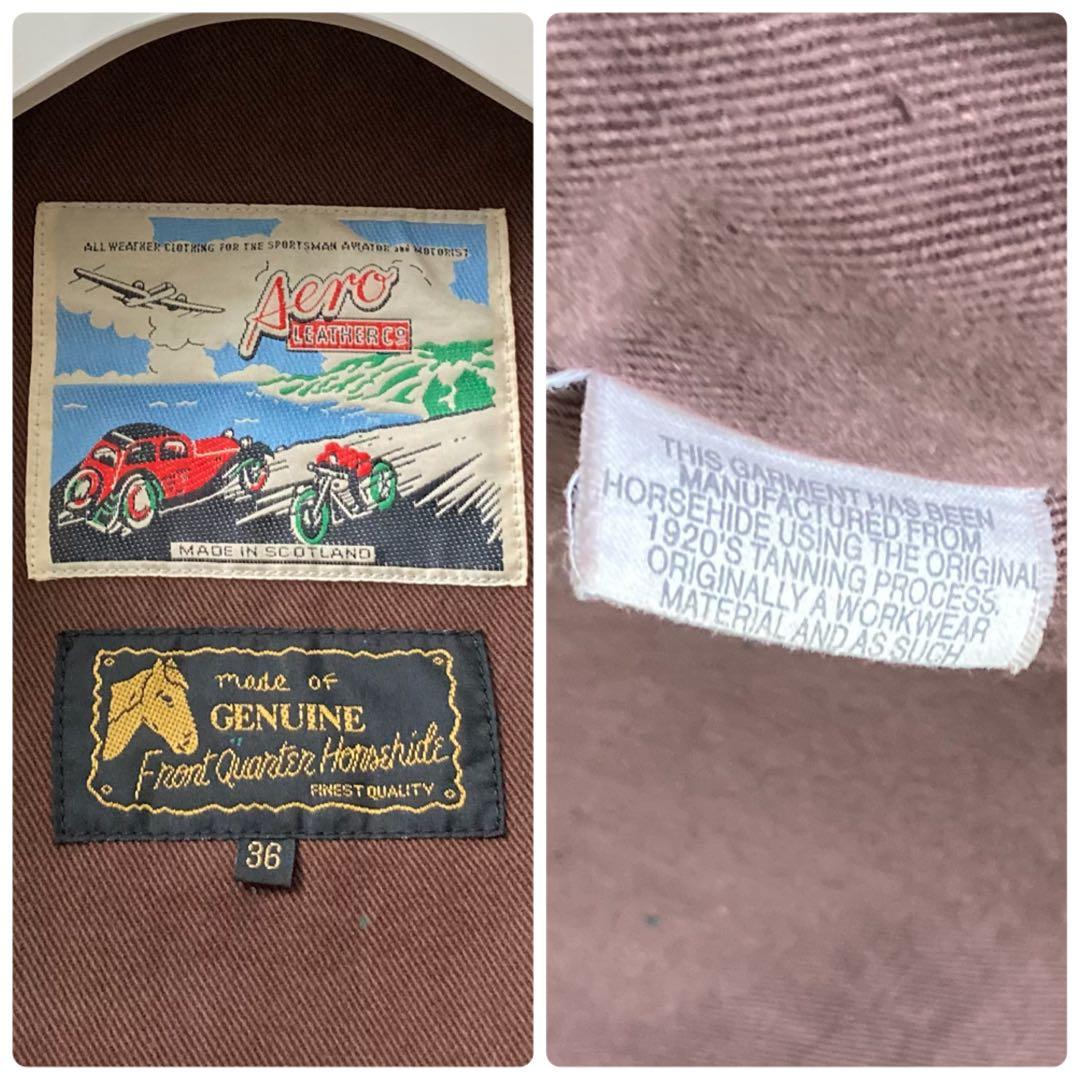 ALL WEATHER CLOTHING FOR THE SPORTSMAN AVIATOR and MOTORIST
Aero
LEATHER Co
MADE IN SCOTLAND
made OF
GENUINE
Front Quarter Horsehide
FINEST QUALITY
36
THIS GARMENT HAS BEEN
MANUFACTURED FROM
HORSEHIDE USING THE ORIGINAL
1920'S TANNING PROCESS.
ORIGINALLY A WORKWEAR
MATERIAL AND AS SUCH